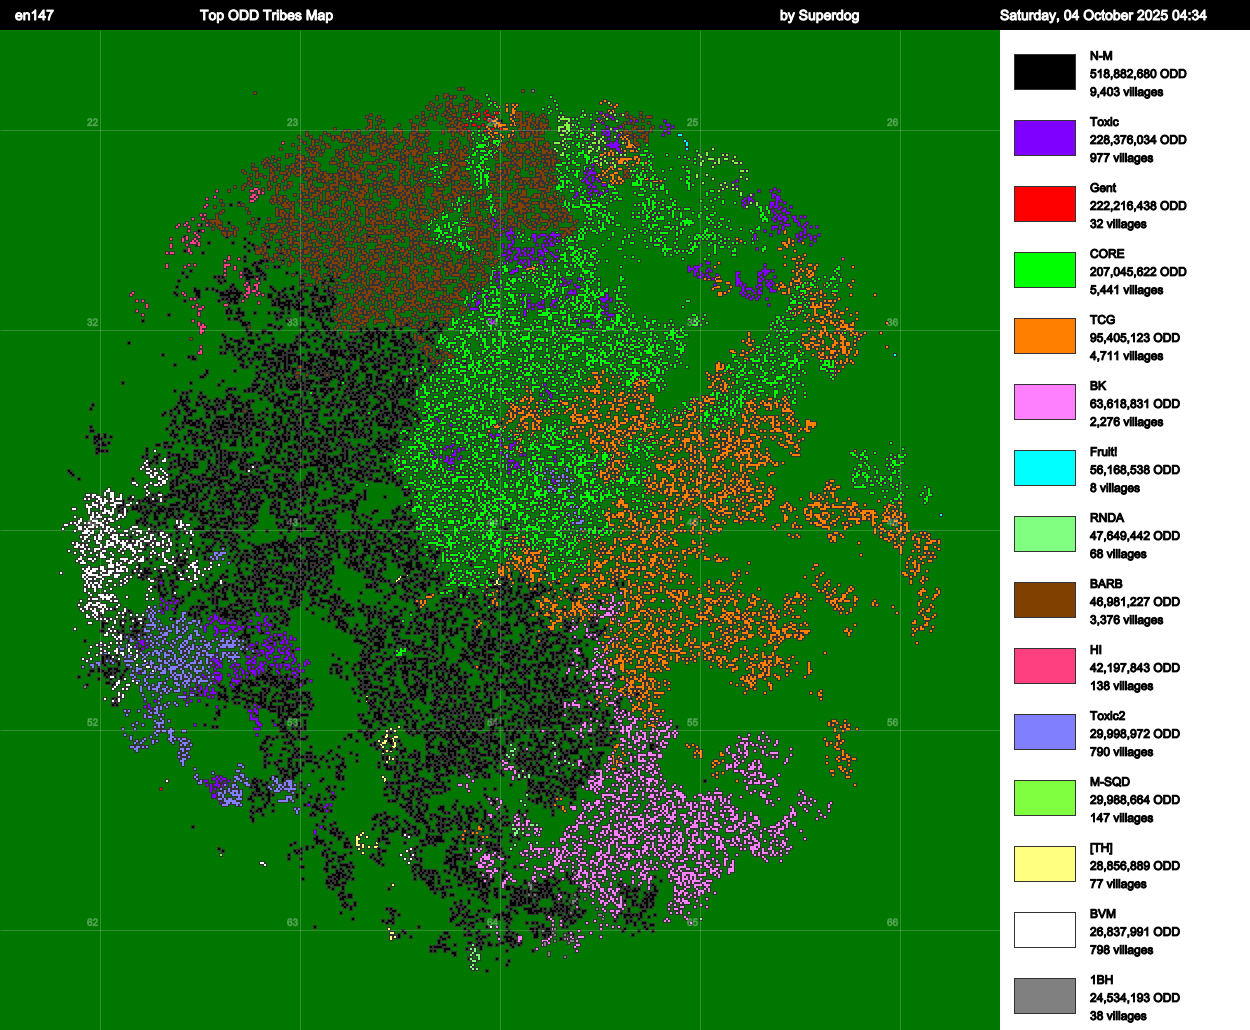 en147 Top ODD Tribes Map by Superdog Saturday, 04 October 2025 04:34
N-M
518,882,680 ODD
9,403 villages
Toxic
228,376,034 ODD
977 villages
Gent
222,216,438 ODD
32 villages
CORE
207,045,622 ODD
5,441 villages
TCG
95,405,123 ODD
4,711 villages
BK
63,618,831 ODD
2,276 villages
Fruit!
56,168,538 ODD
8 villages
RNDA
47,649,442 ODD
68 villages
BARB
46,981,227 ODD
3,376 villages
HI
42,197,843 ODD
138 villages
Toxic2
29,998,972 ODD
790 villages
M-SQD
29,988,664 ODD
147 villages
[TH]
28,856,889 ODD
77 villages
BVM
26,837,991 ODD
798 villages
1BH
24,534,193 ODD
38 villages
22 23 25 26
32 33 36
43
52 53 54 55 56
62 63 64 66